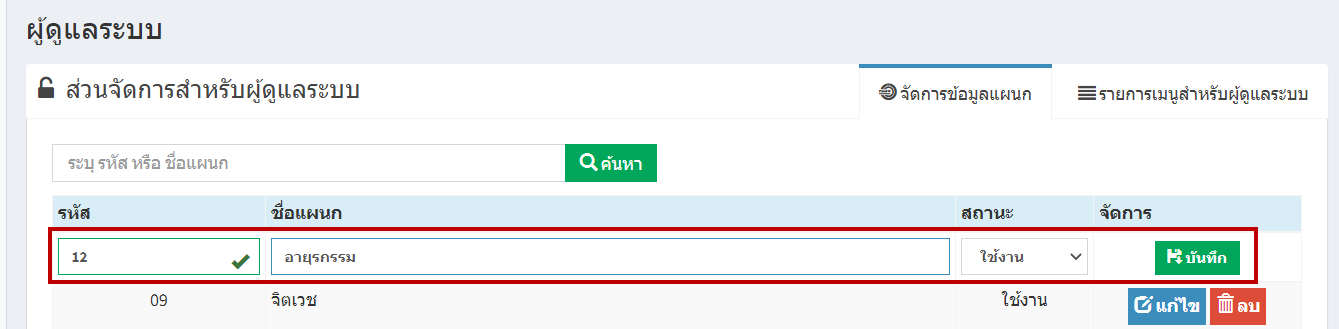 ผู้ดูแลระบบ
ส่วนจัดการสำหรับผู้ดูแลระบบ จัดการข้อมูลแผนก รายการเมนูสำหรับผู้ดูแลระบบ
ระบุ รหัส หรือ ชื่อแผนก ค้นหา
รหัส ชื่อแผนก สถานะ จัดการ
12 อายุรกรรม ใช้งาน บันทึก
09 จิตเวช ใช้งาน แก้ไข ลบ